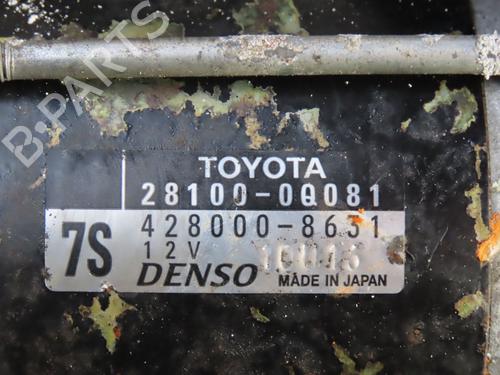 TOYOTA
28100-0Q081
428000-8631
7S
12V
DENSO
MADE IN JAPAN
B-PARTS